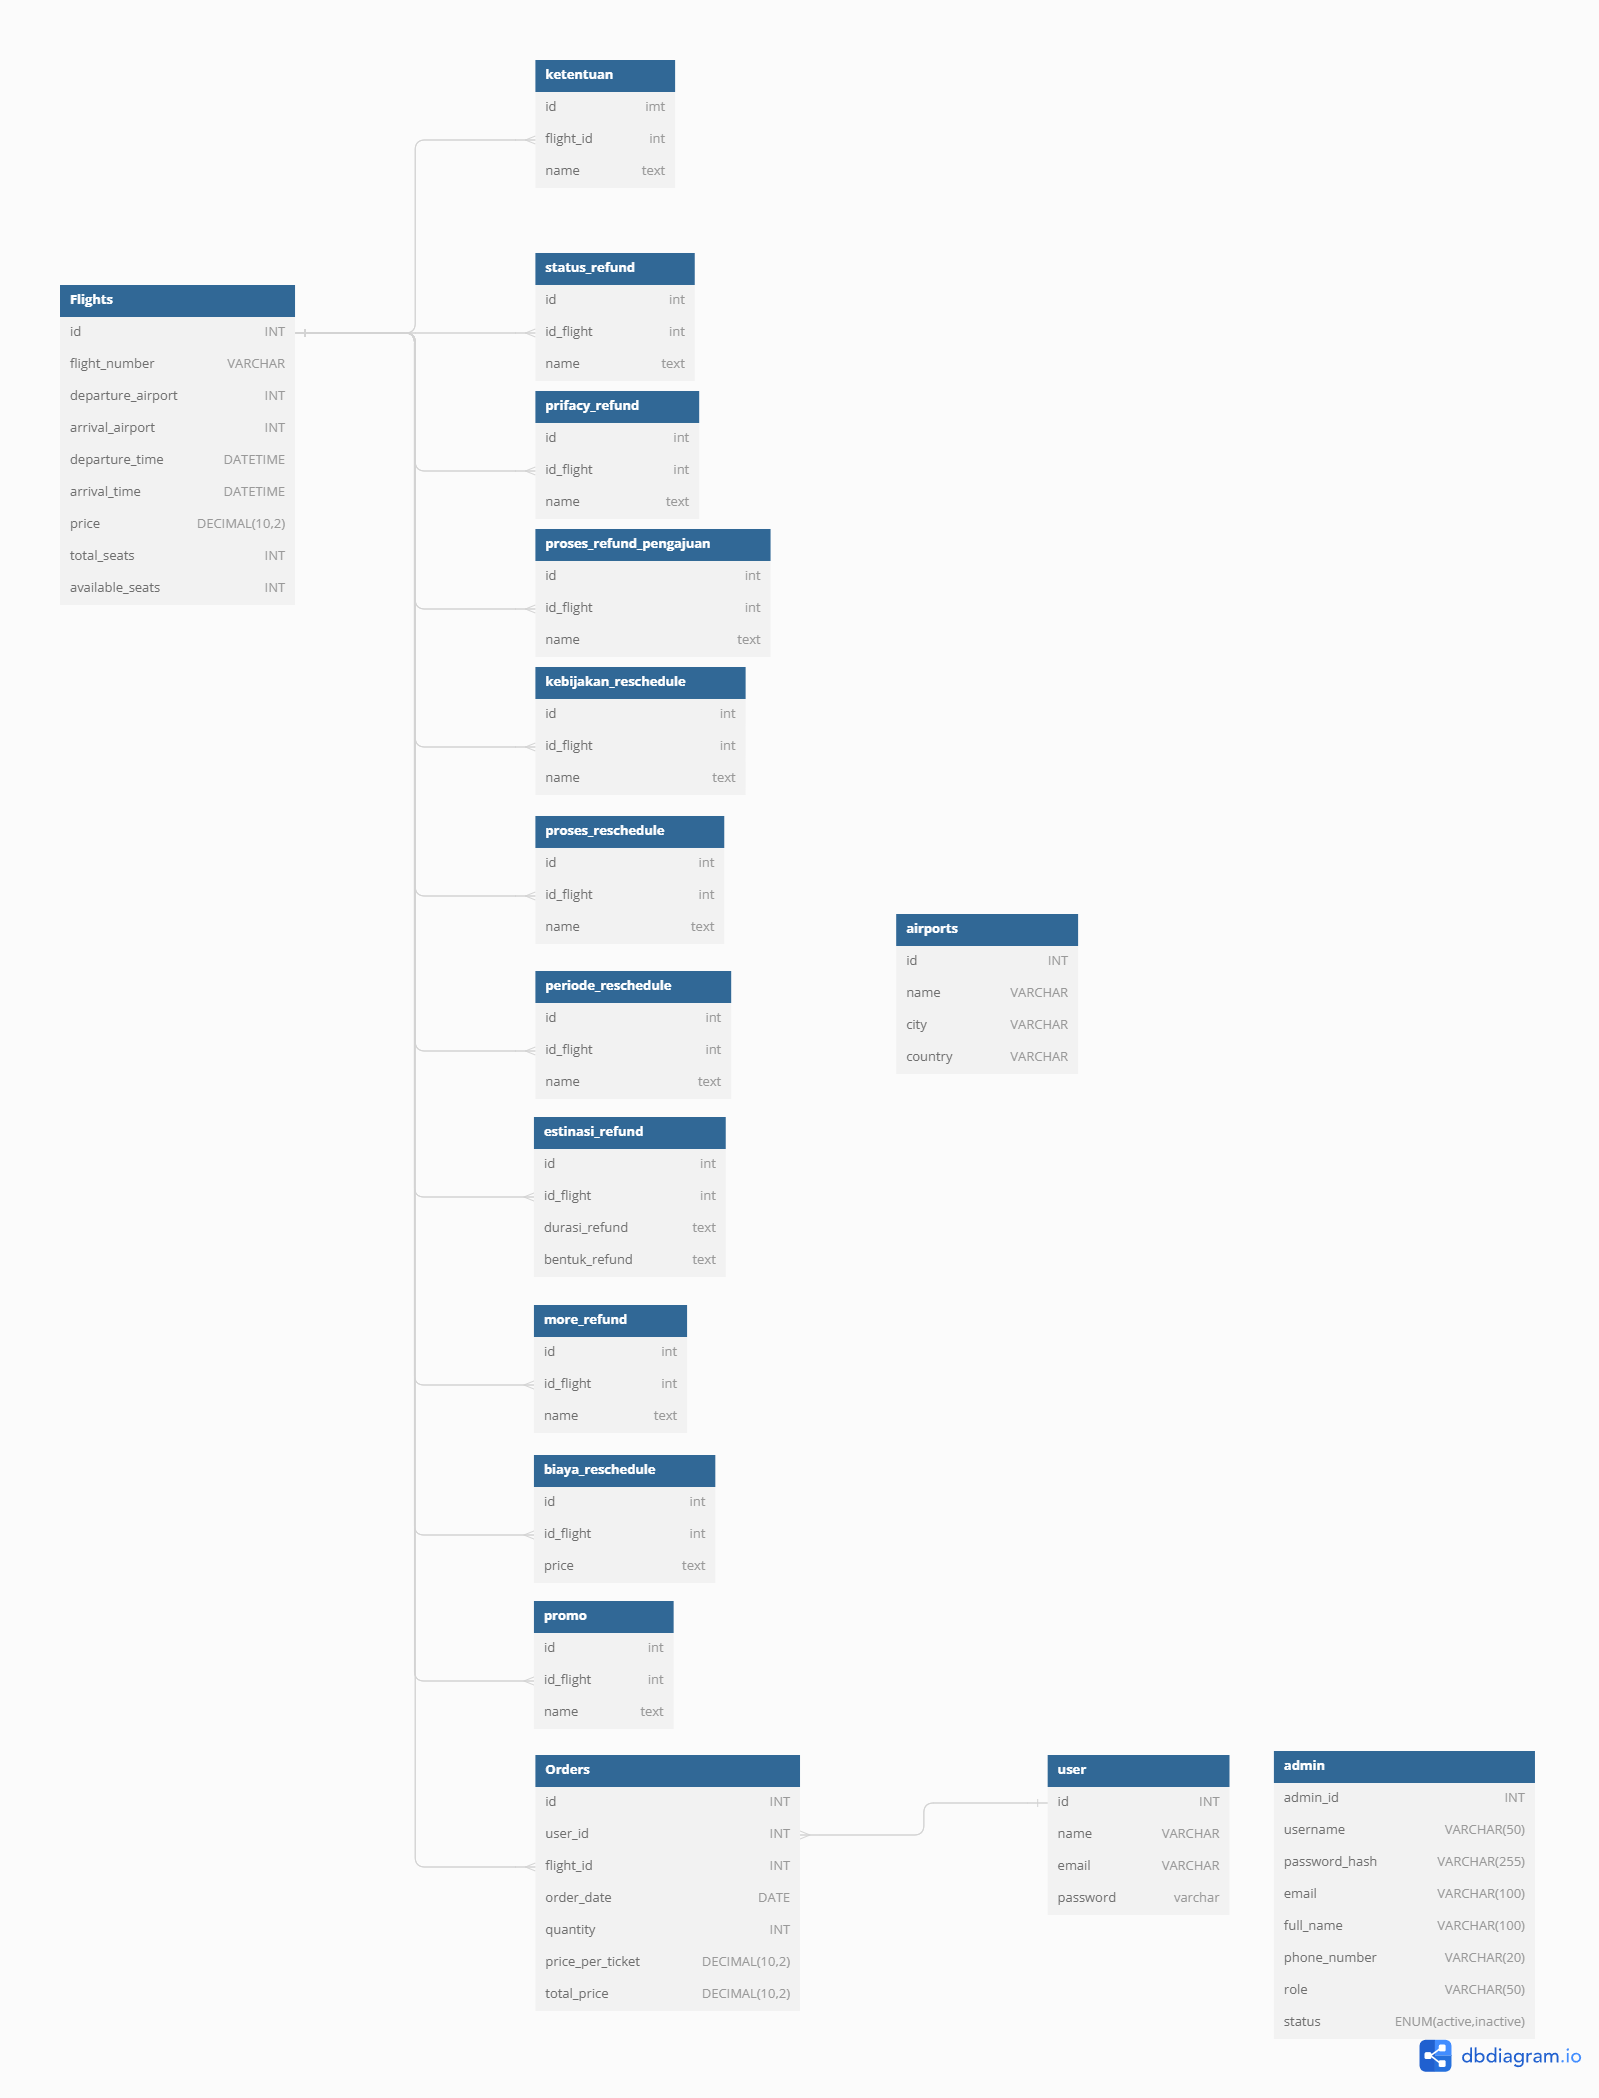 ketentuan
id imt
flight_id int
name text
status_refund
id int
id_flight int
name text
Flights
id INT
flight_number VARCHAR
departure_airport INT
arrival_airport INT
departure_time DATETIME
arrival_time DATETIME
price DECIMAL(10,2)
total_seats INT
available_seats INT
prifacy_refund
id int
id_flight int
name text
proses_refund_pengajuan
id int
id_flight int
name text
kebijakan_reschedule
id int
id_flight int
name text
proses_reschedule
id int
id_flight int
name text
airports
id INT
name VARCHAR
city VARCHAR
country VARCHAR
periode_reschedule
id int
id_flight int
name text
estinasi_refund
id int
id_flight int
durasi_refund text
bentuk_refund text
more_refund
id int
id_flight int
name text
biaya_reschedule
id int
id_flight int
price text
promo
id int
id_flight int
name text
Orders
id INT
user_id INT
flight_id INT
order_date DATE
quantity INT
price_per_ticket DECIMAL(10,2)
total_price DECIMAL(10,2)
user
id INT
name VARCHAR
email VARCHAR
password varchar
admin
admin_id INT
username VARCHAR(50)
password_hash VARCHAR(255)
email VARCHAR(100)
full_name VARCHAR(100)
phone_number VARCHAR(20)
role VARCHAR(50)
status ENUM(active,inactive)
dbdiagram.io